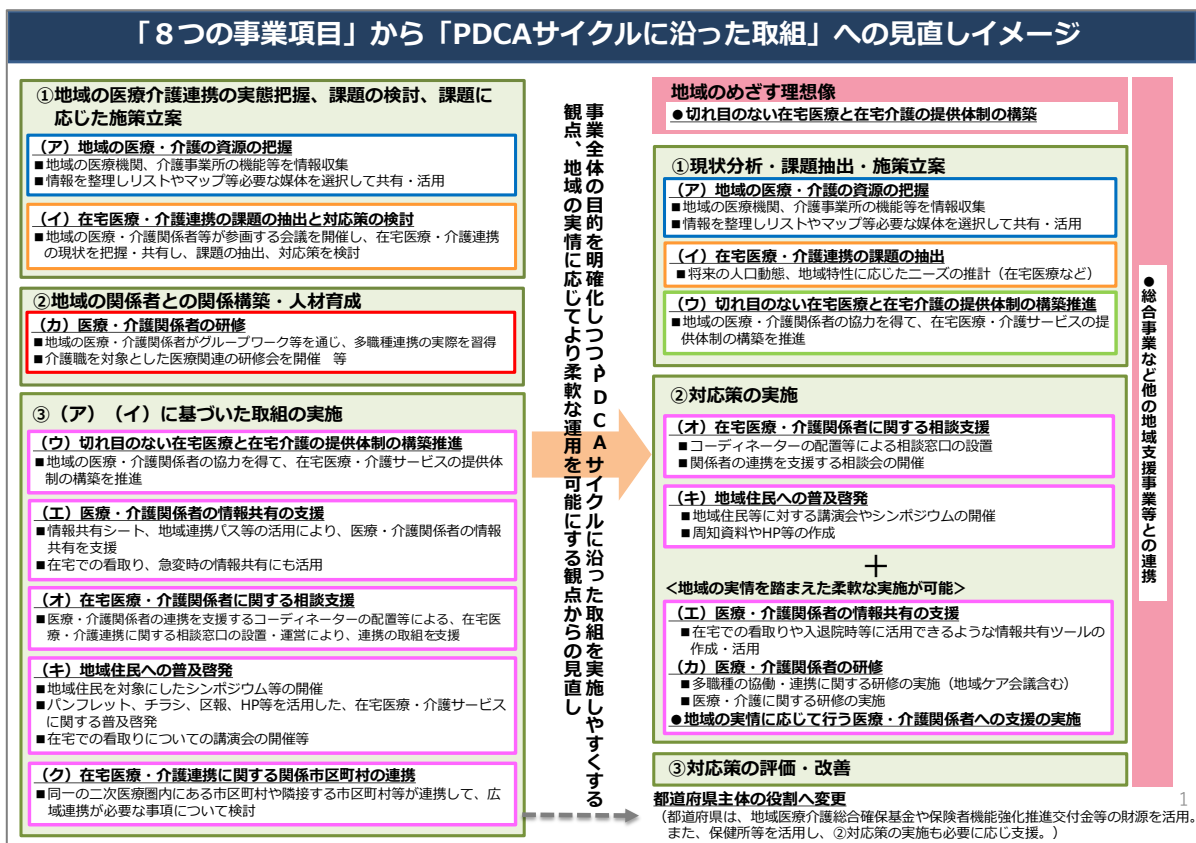 「８つの事業項目」から「PDCAサイクルに沿った取組」への見直しイメージ
①地域の医療介護連携の実態把握、課題の検討、課題に
応じた施策立案
（ア）地域の医療・介護の資源の把握
■地域の医療機関、介護事業所の機能等を情報収集
■情報を整理しリストやマップ等必要な媒体を選択して共有・活用
（イ）在宅医療・介護連携の課題の抽出と対応策の検討
■地域の医療・介護関係者等が参画する会議を開催し、在宅医療・介護連携
の現状を把握・共有し、課題の抽出、対応策を検討
②地域の関係者との関係構築・人材育成
（カ）医療・介護関係者の研修
■地域の医療・介護関係者がグループワーク等を通じ、多職種連携の実際を習得
■介護職を対象とした医療関連の研修会を開催　等
③（ア）（イ）に基づいた取組の実施
（ウ）切れ目のない在宅医療と在宅介護の提供体制の構築推進
■地域の医療・介護関係者の協力を得て、在宅医療・介護サービスの提供体
制の構築を推進
（エ）医療・介護関係者の情報共有の支援
■情報共有シート、地域連携パス等の活用により、医療・介護関係者の情報
共有を支援
■在宅での看取り、急変時の情報共有にも活用
（オ）在宅医療・介護関係者に関する相談支援
■医療・介護関係者の連携を支援するコーディネーターの配置等による、在宅医
療・介護連携に関する相談窓口の設置・運営により、連携の取組を支援
（キ）地域住民への普及啓発
■地域住民を対象にしたシンポジウム等の開催
■パンフレット、チラシ、区報、HP等を活用した、在宅医療・介護サービス
に関する普及啓発
■在宅での看取りについての講演会の開催等
（ク）在宅医療・介護連携に関する関係市区町村の連携
■同一の二次医療圏内にある市区町村や隣接する市区町村等が連携して、広
域連携が必要な事項について検討
事業全体の目的を明確化しつつ、PDCAサイクルに沿った取組を実施しやすくする
観点、地域の実情に応じてより柔軟な運用を可能にする観点からの見直し
地域のめざす理想像
●切れ目のない在宅医療と在宅介護の提供体制の構築
①現状分析・課題抽出・施策立案
（ア）地域の医療・介護の資源の把握
■地域の医療機関、介護事業所の機能等を情報収集
■情報を整理しリストやマップ等必要な媒体を選択して共有・活用
（イ）在宅医療・介護連携の課題の抽出
■将来の人口動態、地域特性に応じたニーズの推計（在宅医療など）
（ウ）切れ目のない在宅医療と在宅介護の提供体制の構築推進
■地域の医療・介護関係者の協力を得て、在宅医療・介護サービスの提
供体制の構築を推進
②対応策の実施
（オ）在宅医療・介護関係者に関する相談支援
■コーディネーターの配置等による相談窓口の設置
■関係者の連携を支援する相談会の開催
（キ）地域住民への普及啓発
■地域住民等に対する講演会やシンポジウムの開催
■周知資料やHP等の作成
＋
＜地域の実情を踏まえた柔軟な実施が可能＞
（エ）医療・介護関係者の情報共有の支援
■在宅での看取りや入退院時等に活用できるような情報共有ツールの
作成・活用
（カ）医療・介護関係者の研修
■多職種の協働・連携に関する研修の実施（地域ケア会議含む）
■医療・介護に関する研修の実施
●地域の実情に応じて行う医療・介護関係者への支援の実施
③対応策の評価・改善
都道府県主体の役割へ変更
（都道府県は、地域医療介護総合確保基金や保険者機能強化推進交付金等の財源を活用。
また、保健所等を活用し、②対応策の実施も必要に応じ支援。）
●総合事業など他の地域支援事業等との連携
1